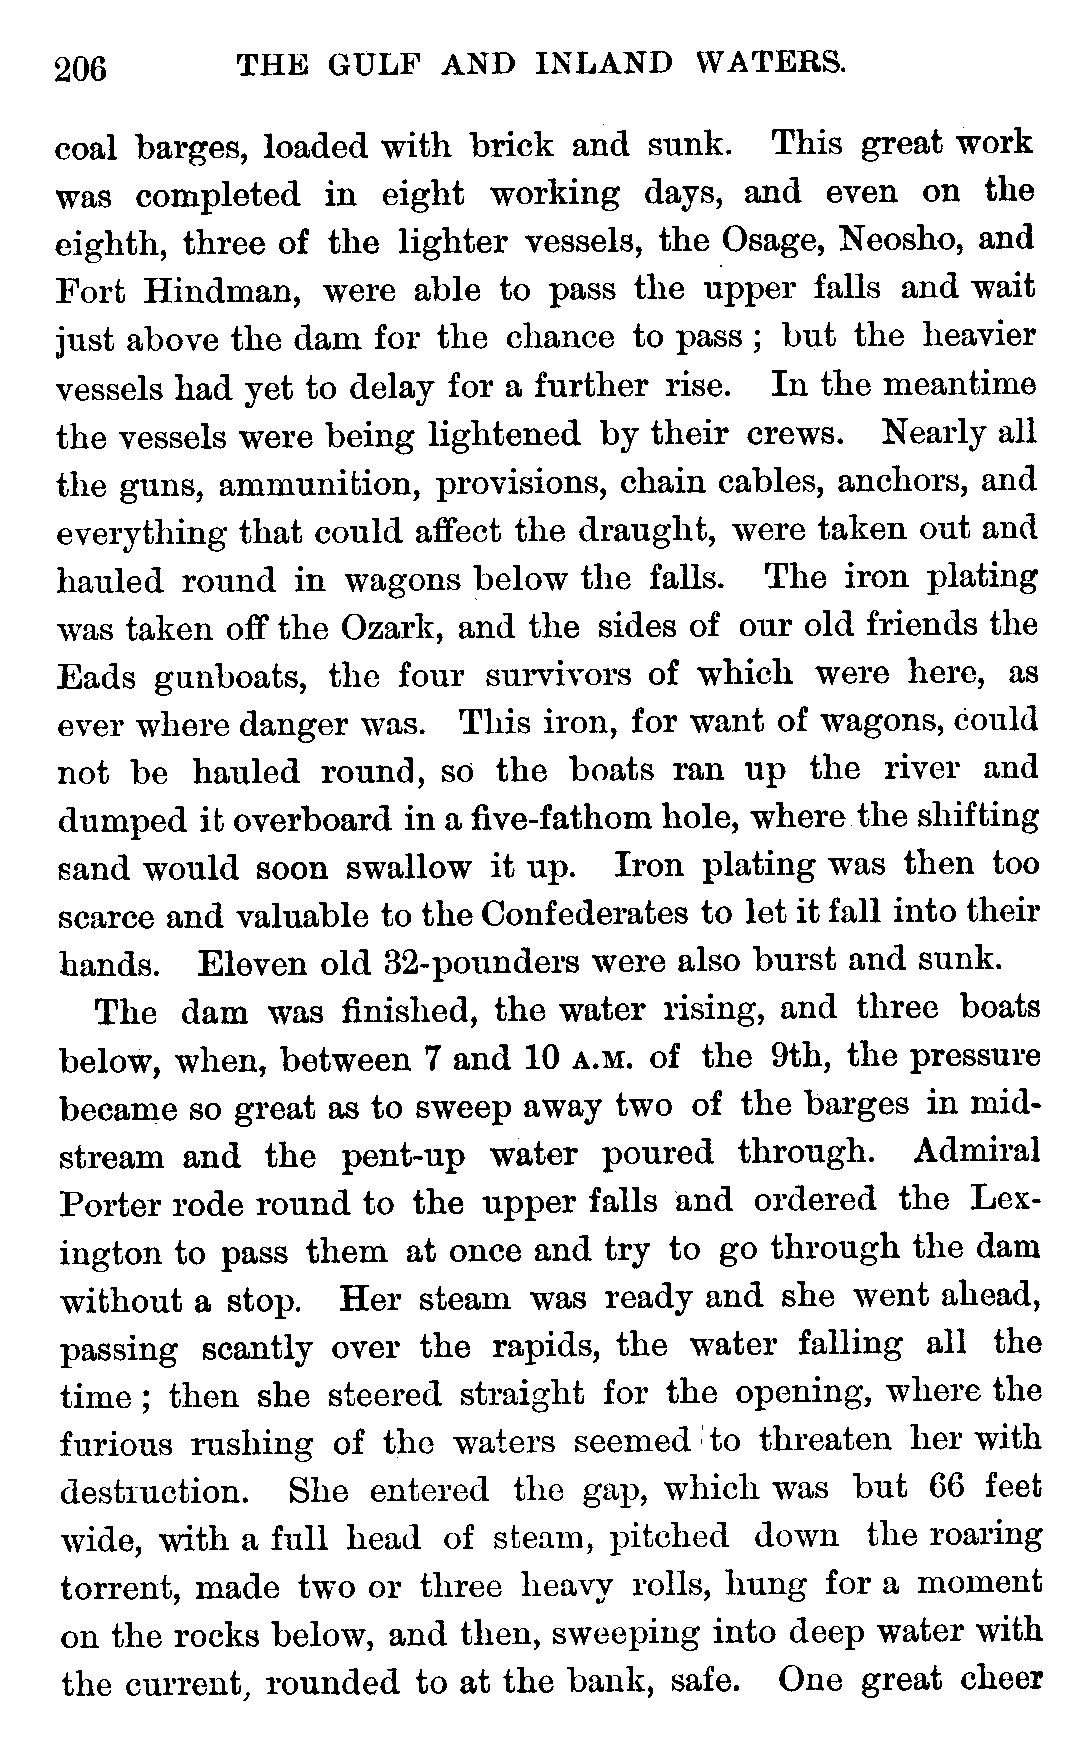 206 THE GULF AND INLAND WATERS.
coal barges, loaded with brick and sunk. This great work
was completed in eight working days, and even on the
eighth, three of the lighter vessels, the Osage, Neosho, and
Fort Hindman, were able to pass the upper falls and wait
just above the dam for the chance to pass ; but the heavier
vessels had yet to delay for a further rise. In the meantime
the vessels were being lightened by their crews. Nearly all
the guns, ammunition, provisions, chain cables, anchors, and
everything that could affect the draught, were taken out and
hauled round in wagons below the falls. The iron plating
was taken off the Ozark, and the sides of our old friends the
Eads gunboats, the four survivors of which were here, as
ever where danger was. This iron, for want of wagons, could
not be hauled round, so the boats ran up the river and
dumped it overboard in a five-fathom hole, where the shifting
sand would soon swallow it up. Iron plating was then too
scarce and valuable to the Confederates to let it fall into their
hands. Eleven old 32-pounders were also burst and sunk.
The dam was finished, the water rising, and three boats
below, when, between 7 and 10 A.M. of the 9th, the pressure
became so great as to sweep away two of the barges in mid-
stream and the pent-up water poured through. Admiral
Porter rode round to the upper falls and ordered the Lex-
ington to pass them at once and try to go through the dam
without a stop. Her steam was ready and she went ahead,
passing scantly over the rapids, the water falling all the
time ; then she steered straight for the opening, where the
furious rushing of the waters seemed to threaten her with
destruction. She entered the gap, which was but 66 feet
wide, with a full head of steam, pitched down the roaring
torrent, made two or three heavy rolls, hung for a moment
on the rocks below, and then, sweeping into deep water with
the current, rounded to at the bank, safe. One great cheer